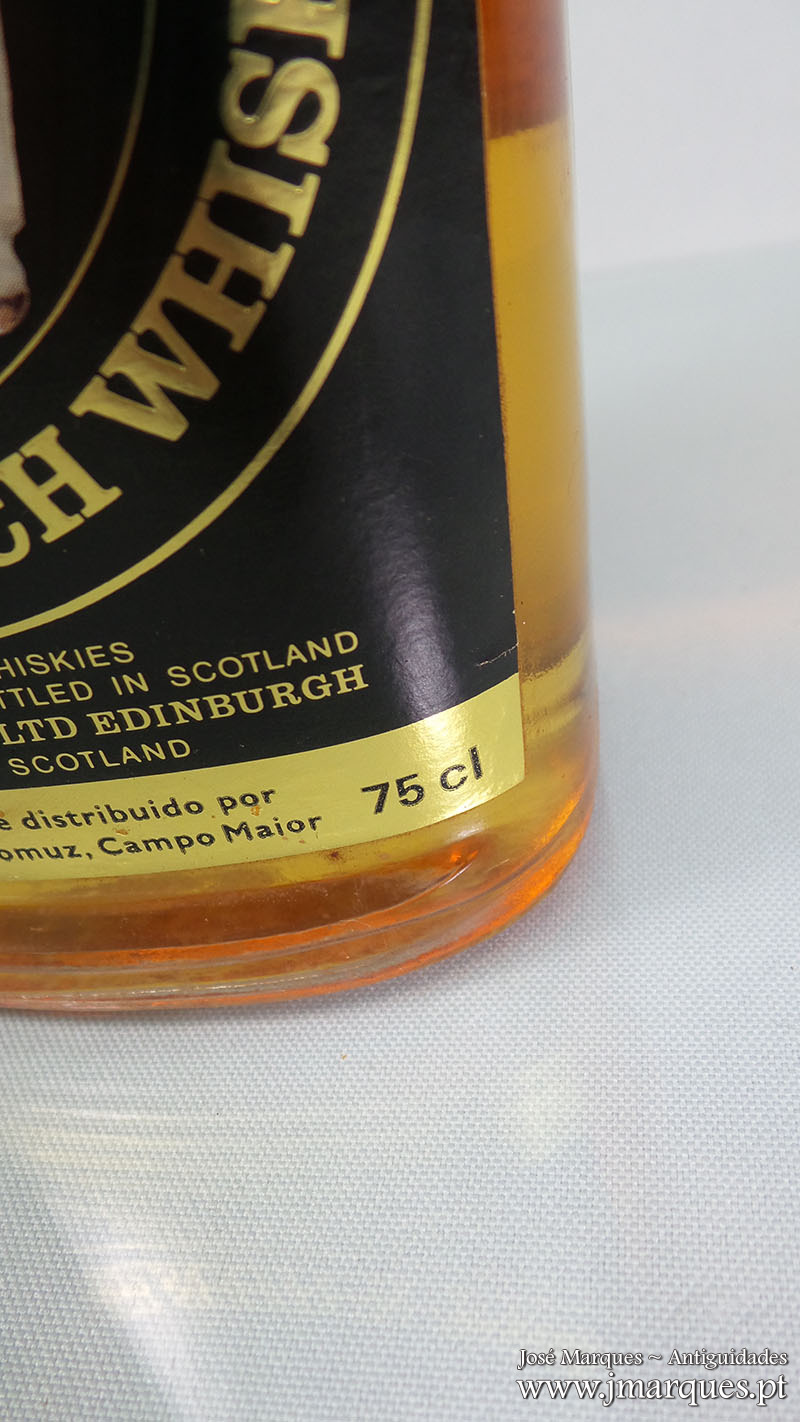 CH WHISK
HISKIES
TTLED IN SCOTLAND
LTD EDINBURGH
SCOTLAND
e distribuido por
omuz, Campo Maior
75 cl
José Marques ~ Antiguidades
www.jmarques.pt